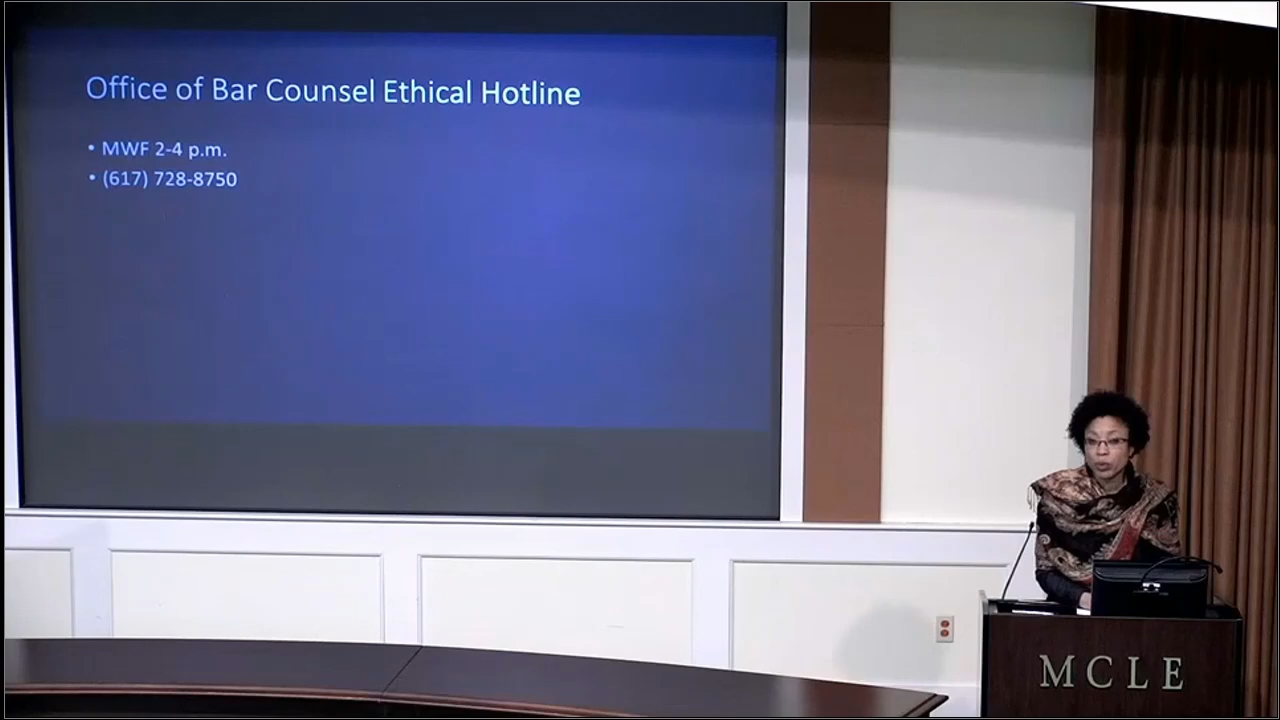 Office of Bar Counsel Ethical Hotline
• MWF 2-4 p.m.
• (617) 728-8750
MCLE